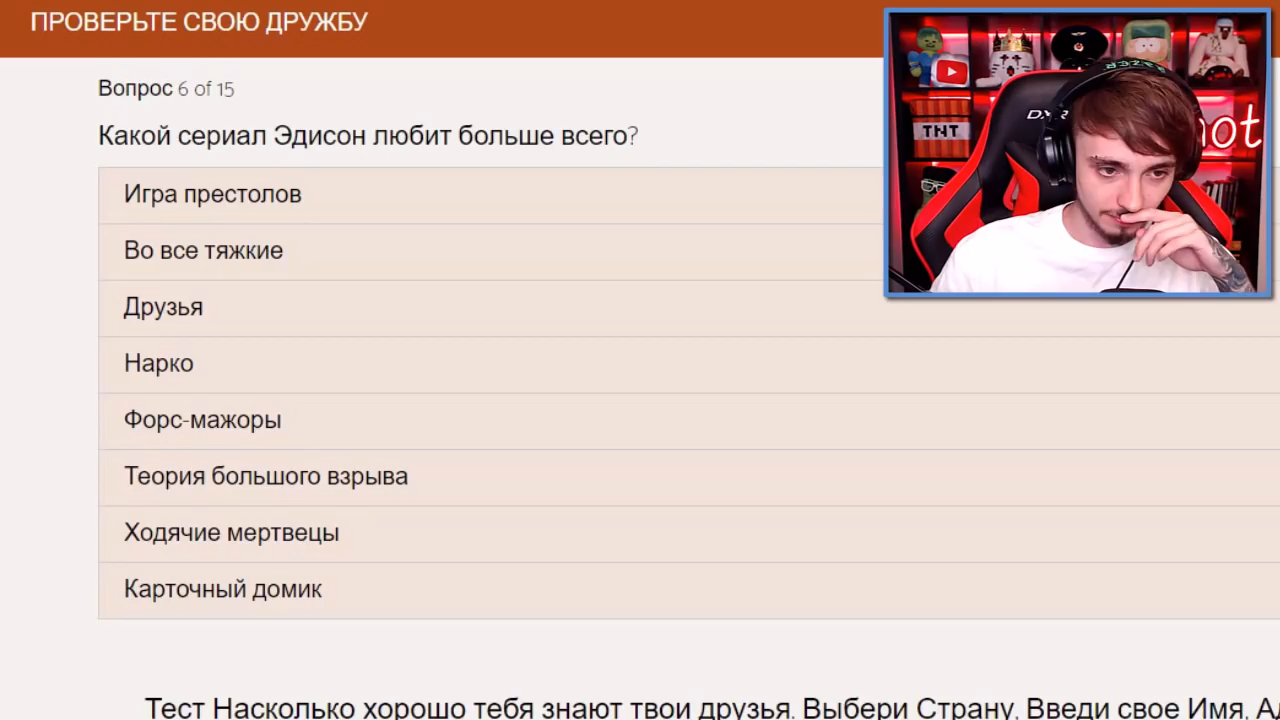 ПРОВЕРЬТЕ СВОЮ ДРУЖБУ
Вопрос 6 of 15
Какой сериал Эдисон любит больше всего?
Игра престолов
Во все тяжкие
Друзья
Нарко
Форс-мажоры
Теория большого взрыва
Ходячие мертвецы
Карточный домик
TNT
Тест Насколько хорошо тебя знают твои друзья. Выбери Страну, Введи свое Имя,